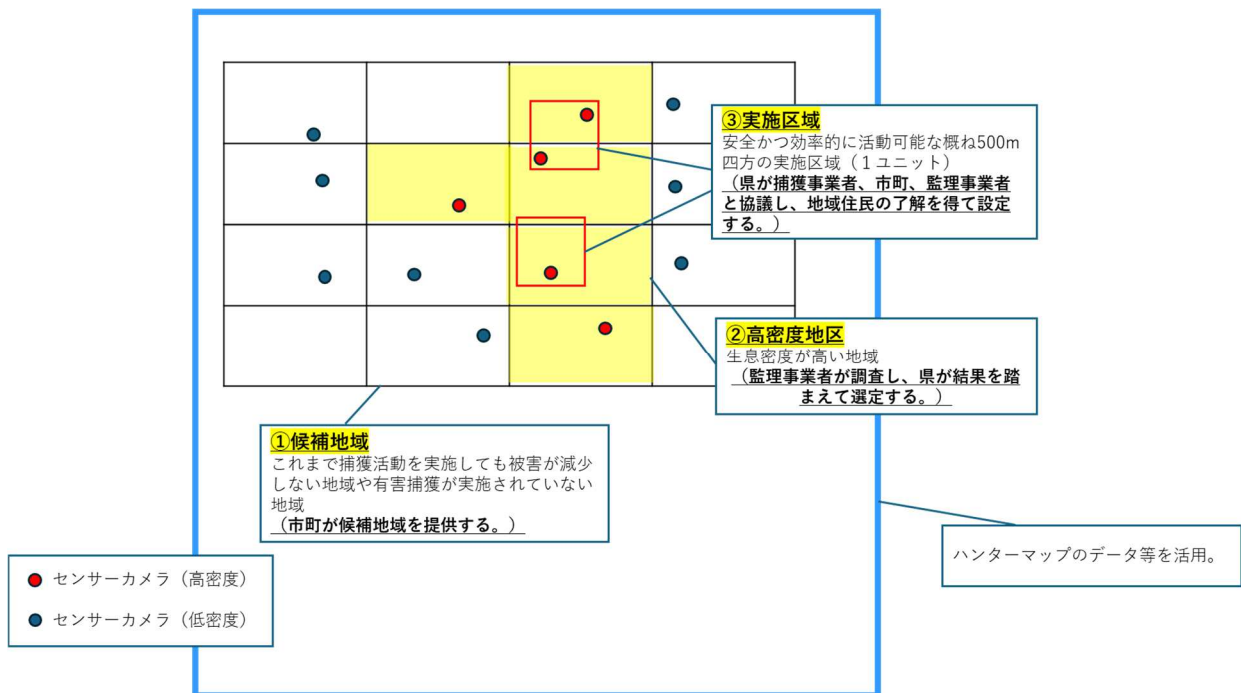 ③実施区域
安全かつ効率的に活動可能な概ね500m
四方の実施区域（１ユニット）
（県が捕獲事業者、市町、監理事業者
と協議し、地域住民の了解を得て設定
する。）
②高密度地区
生息密度が高い地域
（監理事業者が調査し、県が結果を踏
まえて選定する。）
①候補地域
これまで捕獲活動を実施しても被害が減少
しない地域や有害捕獲が実施されていない
地域
（市町が候補地域を提供する。）
ハンターマップのデータ等を活用。
センサーカメラ（高密度）
センサーカメラ（低密度）